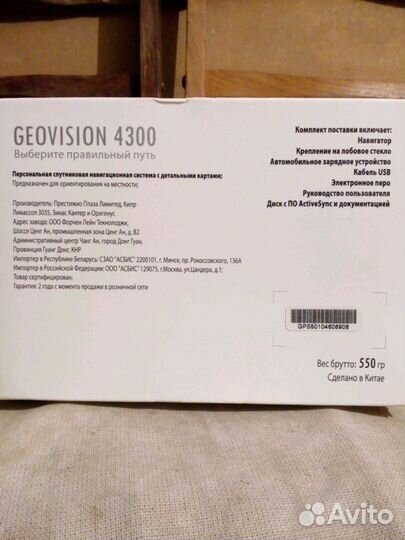 GEOVISION 4300
Выберите правильный путь
Персональная спутниковая навигационная система с детальными картами;
Предназначен для ориентирования на местности;
Производитель: Престижио Плаза Лимитед, Кипр
Лимассол 3035, Зинас Кантер и Оригенус
Адрес завода: ООО Форчен Лейн Текнолоджи,
Шоссе Ценг Ан, промышленная зона Ценг Ан, д. 82
Административный центр Чанг Ан, город Донг Гуан,
Провинция Гуанг Донг, КНР
Импортер в Республику Беларусь: СЗАО "АСБИС" 2200101, г. Минск, пр. Рокоссовского, 136А
Импортер в Российской Федерации: ООО "АСБИС" 129075, г.Москва, ул.Цандера, д.1;
Товар сертифицирован;
Гарантия: 2 года с момента продажи в розничной сети
Комплект поставки включает:
Навигатор
Крепление на лобовое стекло
Автомобильное зарядное устройство
Кабель USB
Электронное перо
Руководство пользователя
Диск с ПО ActiveSync и документацией
GPS50104606906
Вес брутто: 550 гр
Сделано в Китае
Avito